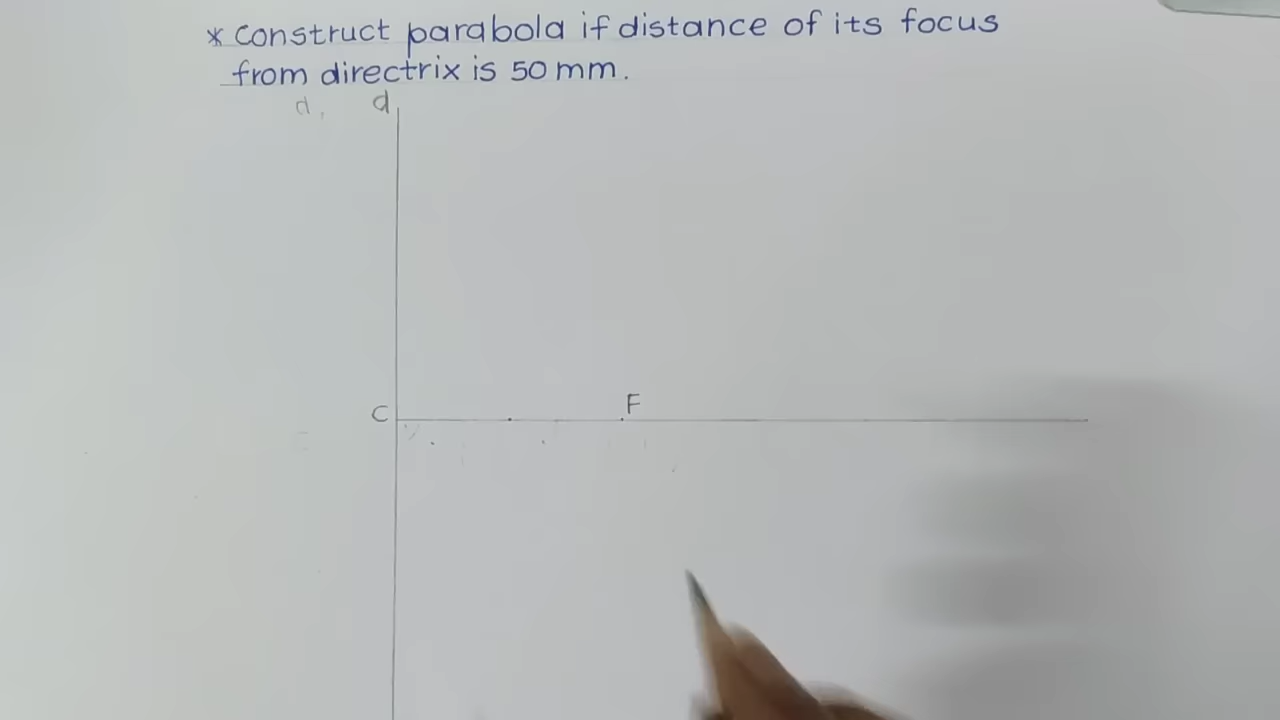 * Construct parabola if distance of its focus
from directrix is 50 mm.
d, d
C
F